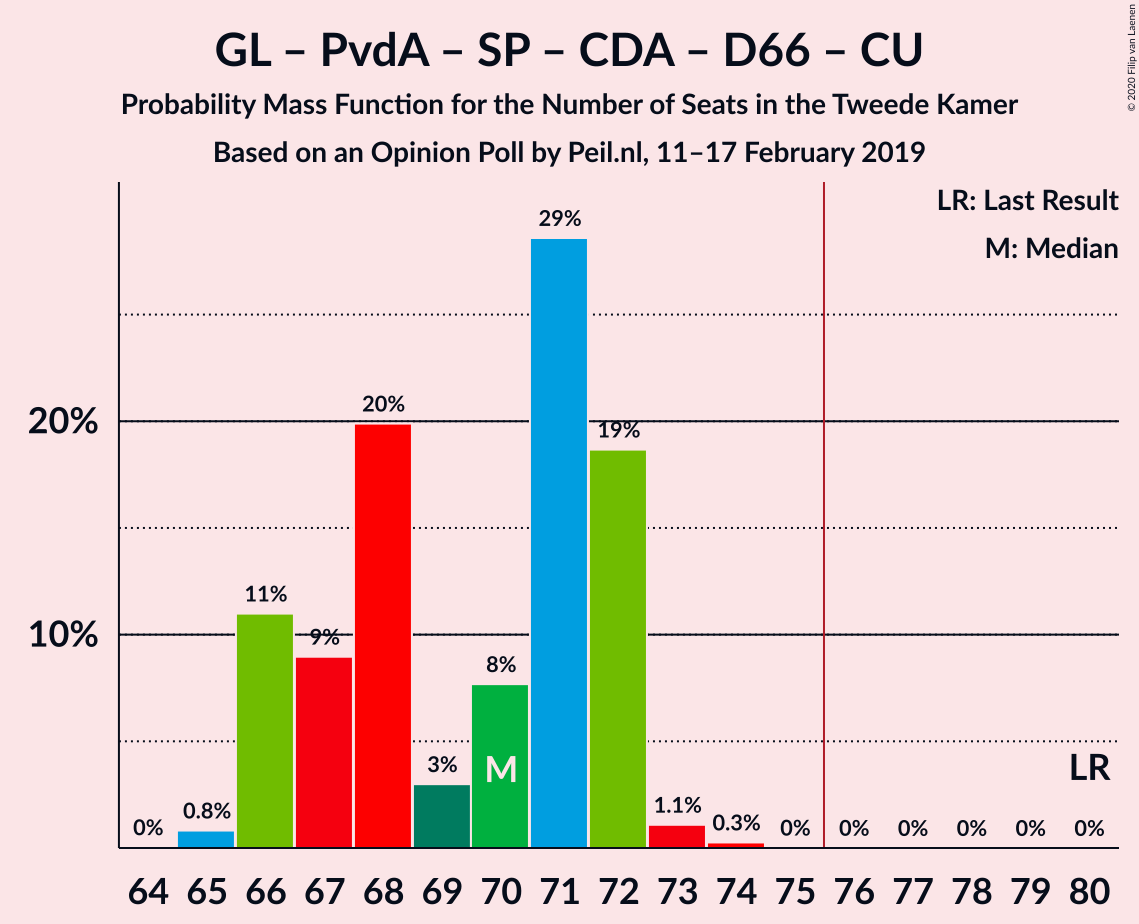 GL – PvdA – SP – CDA – D66 – CU
Probability Mass Function for the Number of Seats in the Tweede Kamer
Based on an Opinion Poll by Peil.nl, 11–17 February 2019
© 2020 Filip van Laenen
LR: Last Result
M: Median
29%
20%
20%
19%
11%
10%
9%
8%
3%
M
LR
0%
0.8%
1.1%
0.3%
0%
0%
0%
0%
0%
0%
64 65 66 67 68 69 70 71 72 73 74 75 76 77 78 79 80